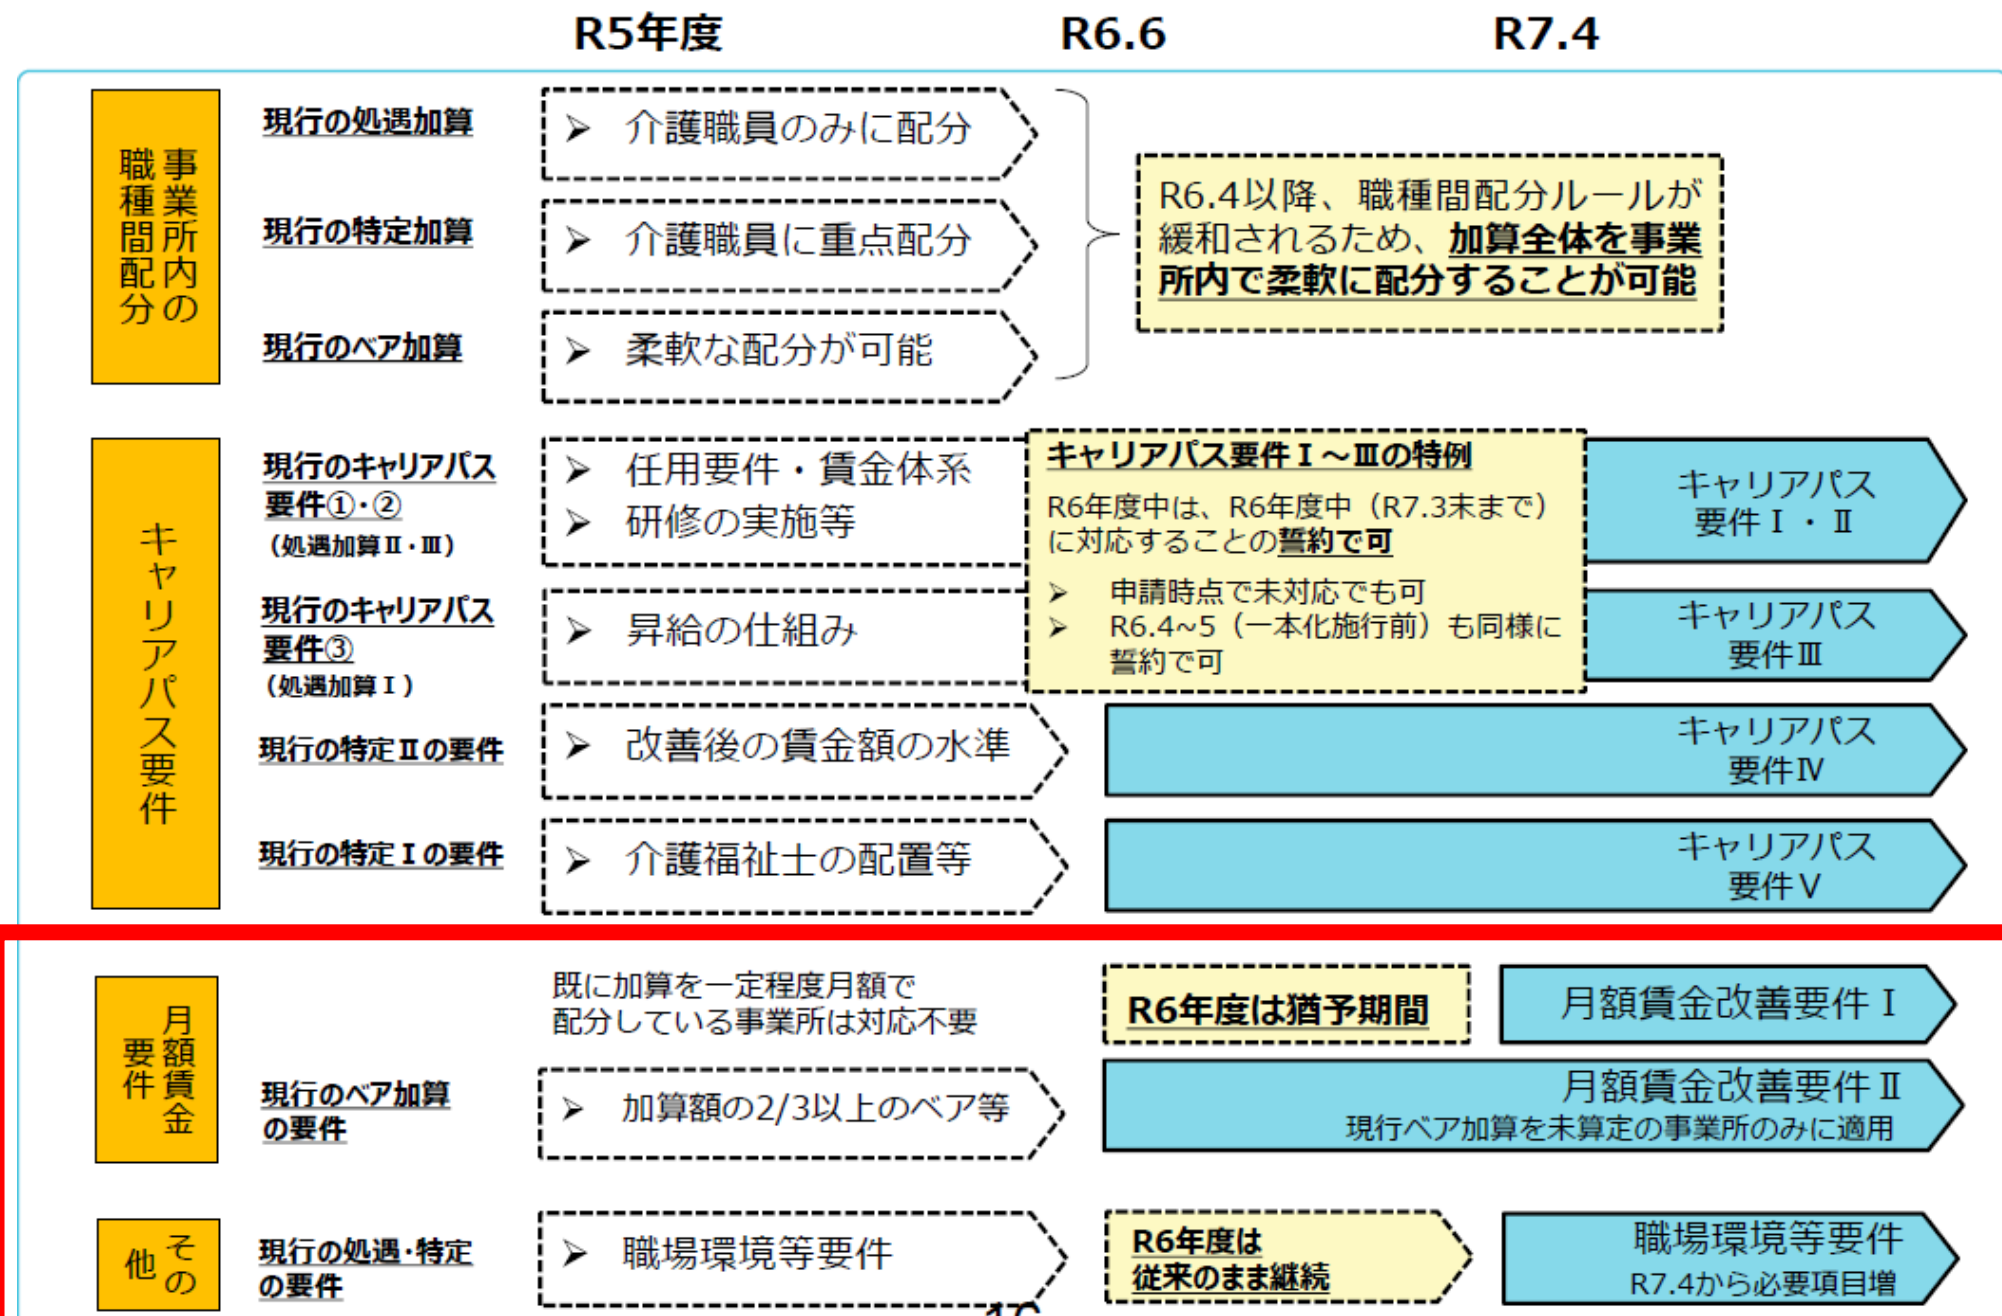 R5年度
R6.6
R7.4
事業所内の
職種間配分
現行の処遇加算
➢ 介護職員のみに配分
現行の特定加算
➢ 介護職員に重点配分
現行のベア加算
➢ 柔軟な配分が可能
R6.4以降、職種間配分ルールが
緩和されるため、加算全体を事業
所内で柔軟に配分することが可能
キャリアパス要件
現行のキャリアパス
要件①・②
（処遇加算Ⅱ・Ⅲ）
➢ 任用要件・賃金体系
➢ 研修の実施等
現行のキャリアパス
要件③
（処遇加算Ⅰ）
➢ 昇給の仕組み
キャリアパス要件Ⅰ～Ⅲの特例
R6年度中は、R6年度中（R7.3末まで）
に対応することの誓約で可
➢ 申請時点で未対応でも可
➢ R6.4~5（一本化施行前）も同様に
誓約で可
キャリアパス
要件Ⅰ・Ⅱ
キャリアパス
要件Ⅲ
現行の特定Ⅱの要件
➢ 改善後の賃金額の水準
キャリアパス
要件Ⅳ
現行の特定Ⅰの要件
➢ 介護福祉士の配置等
キャリアパス
要件Ⅴ
月額賃金
要件
既に加算を一定程度月額で
配分している事業所は対応不要
R6年度は猶予期間
月額賃金改善要件Ⅰ
現行のベア加算
の要件
➢ 加算額の2/3以上のベア等
月額賃金改善要件Ⅱ
現行ベア加算を未算定の事業所のみに適用
その
他
現行の処遇・特定
の要件
➢ 職場環境等要件
R6年度は
従来のまま継続
職場環境等要件
R7.4から必要項目増